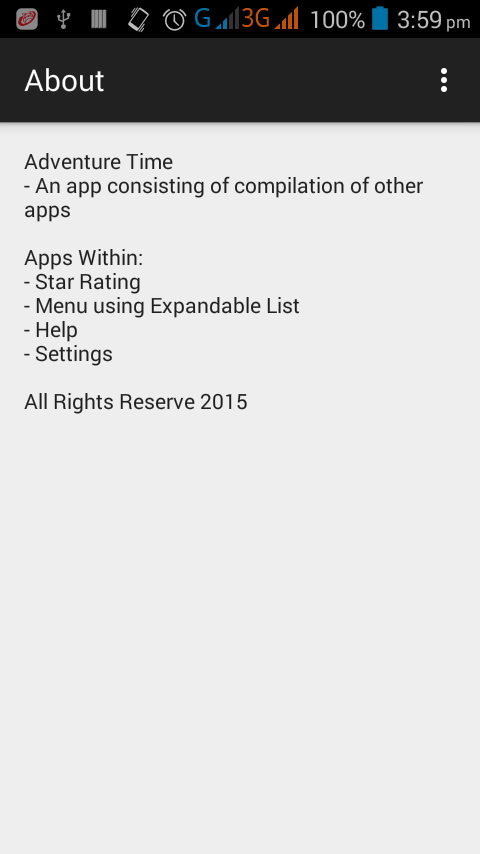 G 3G 100% 3:59 pm
About
Adventure Time
- An app consisting of compilation of other
apps
Apps Within:
- Star Rating
- Menu using Expandable List
- Help
- Settings
All Rights Reserve 2015